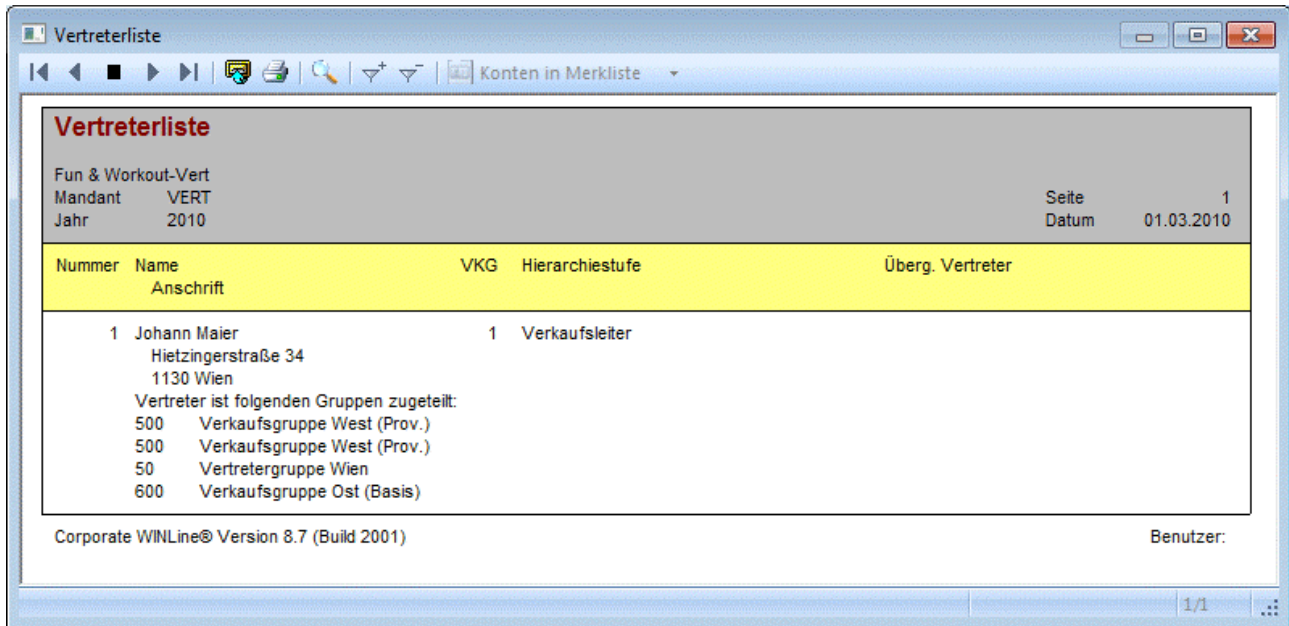 Vertreterliste
Konten in Merkliste
Vertreterliste
Fun & Workout-Vert
Mandant VERT Seite 1
Jahr 2010 Datum 01.03.2010
Nummer Name VKG Hierarchiestufe Überg. Vertreter
Anschrift
1 Johann Maier 1 Verkaufsleiter
Hietzingerstraße 34
1130 Wien
Vertreter ist folgenden Gruppen zugeteilt:
500 Verkaufsgruppe West (Prov.)
500 Verkaufsgruppe West (Prov.)
50 Vertretergruppe Wien
600 Verkaufsgruppe Ost (Basis)
Corporate WINLine® Version 8.7 (Build 2001) Benutzer:
1/1